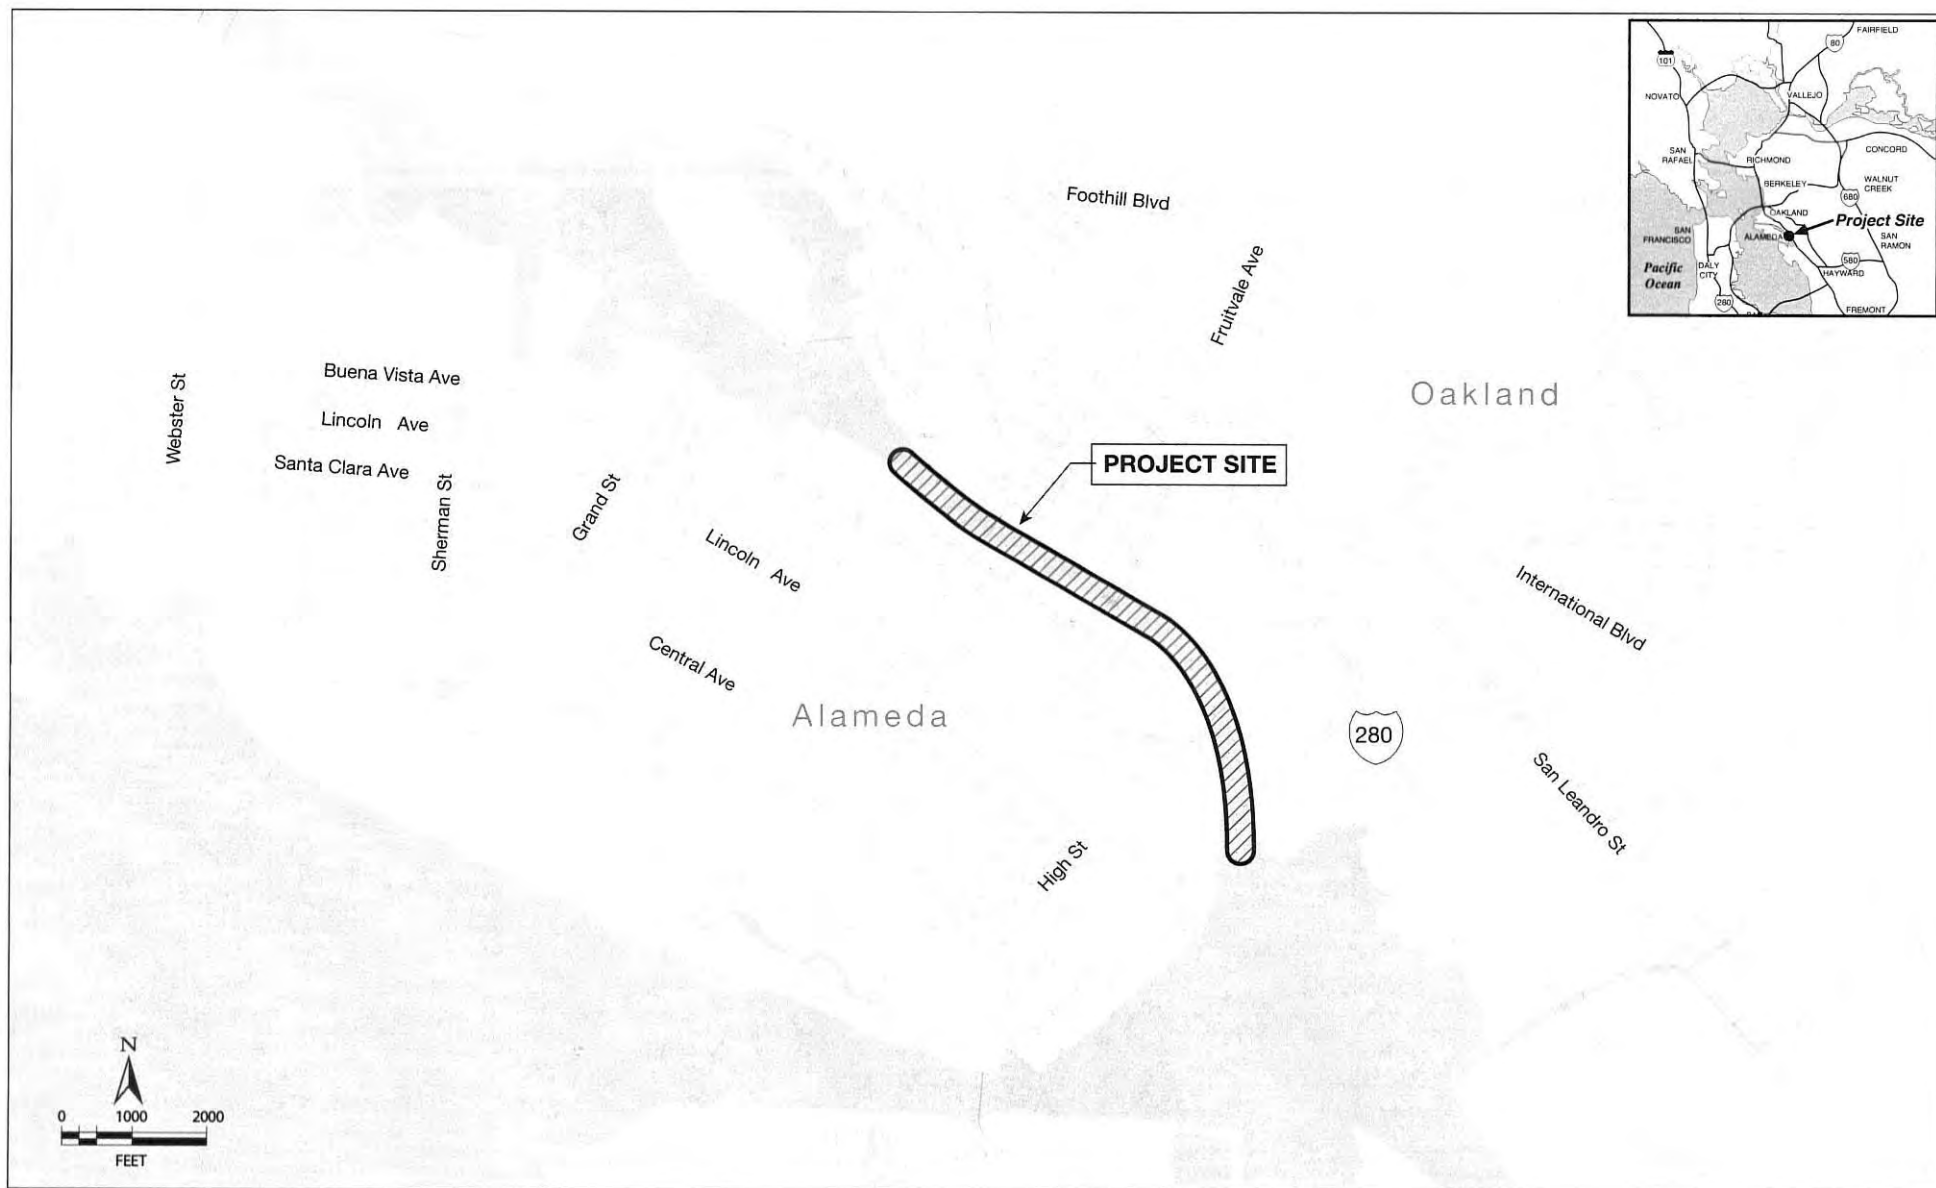 FAIRFIELD
80
101
NOVATO
VALLEJO
SAN
RAFAEL
RICHMOND
CONCORD
BERKELEY
WALNUT
CREEK
680
OAKLAND
Project Site
SAN
FRANCISCO
ALAMEDA
SAN
RAMON
Pacific
Ocean
DALY
CITY
580
HAYWARD
280
FREMONT
Foothill Blvd
Fruitvale Ave
Oakland
Webster St
Buena Vista Ave
Lincoln Ave
Santa Clara Ave
Sherman St
Grand St
PROJECT SITE
Lincoln Ave
International Blvd
Central Ave
Alameda
280
San Leandro St
High St
N
0 1000 2000
FEET